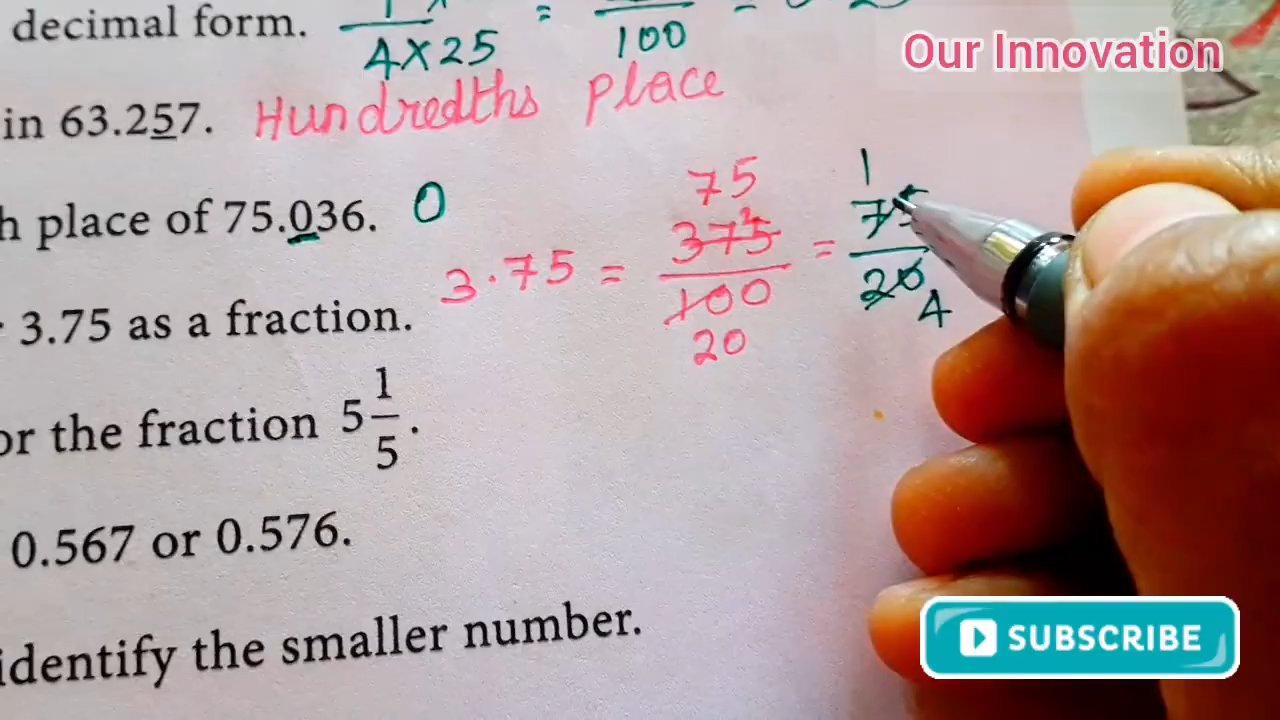 decimal form.
4×25 = 100 =
Our Innovation
in 63.257. Hundredths place
h place of 75.036. 0
3.75 = 375/100 = 75/20
75
20
1
4
3.75 as a fraction.
or the fraction 5 1/5.
0.567 or 0.576.
identify the smaller number.
SUBSCRIBE